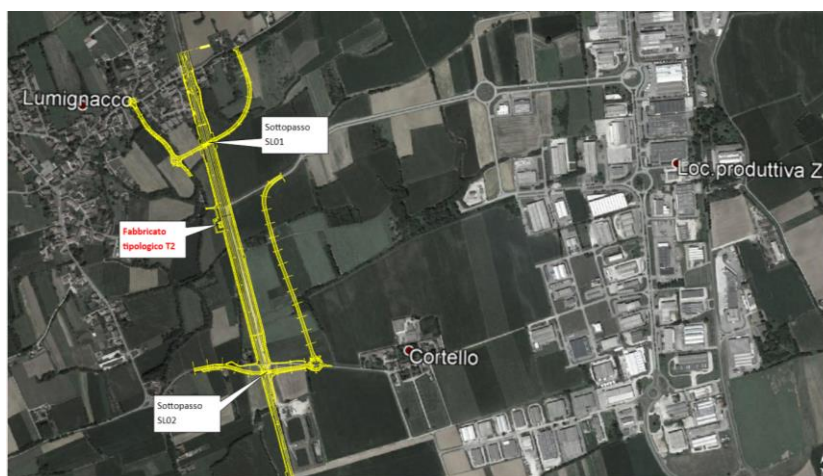 Lumignacco
Sottopasso
SL01
Loc.produttiva Z
Fabbricato
tipologico T2
Cortello
Sottopasso
SL02